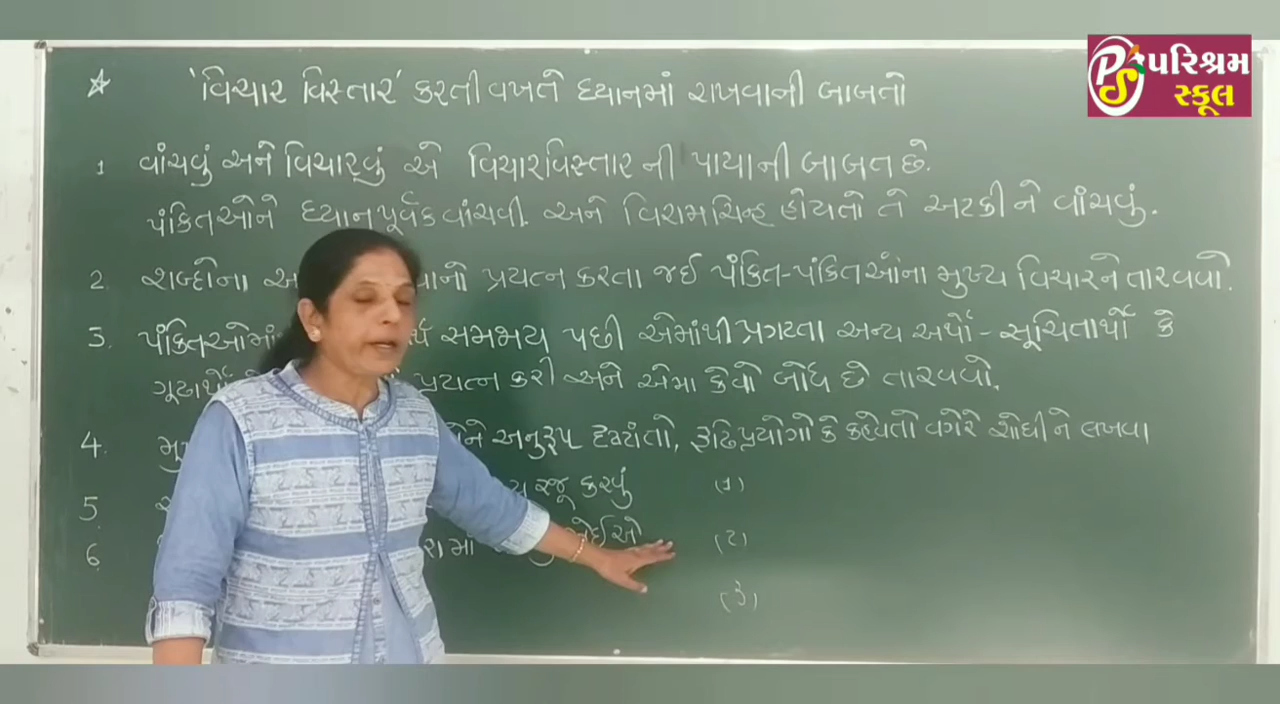 પરિશ્રમ
સ્કૂલ
'વિચાર વિસ્તાર' કરતી વખતે ધ્યાનમાં રાખવાની બાબતો
1 વાંચવું અને વિચારવું એ વિચારવિસ્તાર ની પાયાની બાબત છે.
પંકિતઓને ધ્યાનપૂર્વક વાંચવી. અને વિરામચિન્હ હોયતો તે અટકીને વાંચવું.
2. શબ્દોના પ્રયત્ન કરતા જઈ પંકિત-પંકિતઓના મુખ્ય વિચારને તારવવો.
3. પંકિતઓમાં સમજાય પછી એમાંથી પ્રગટતા અન્ય અર્થો - સૂચિતાર્થો કે
ગૂઢાર્થો પ્રયત્ન કરી અને એમા કેવો બોધ છે તારવવો.
4. અનુરૂપ દ્રષ્ટાંતો, રૂઢિપ્રયોગો કે કહેવતો વગેરે શોધીને લખવા
5 રજૂ કરવું (1)
6 જોઈએ (2)
(3)